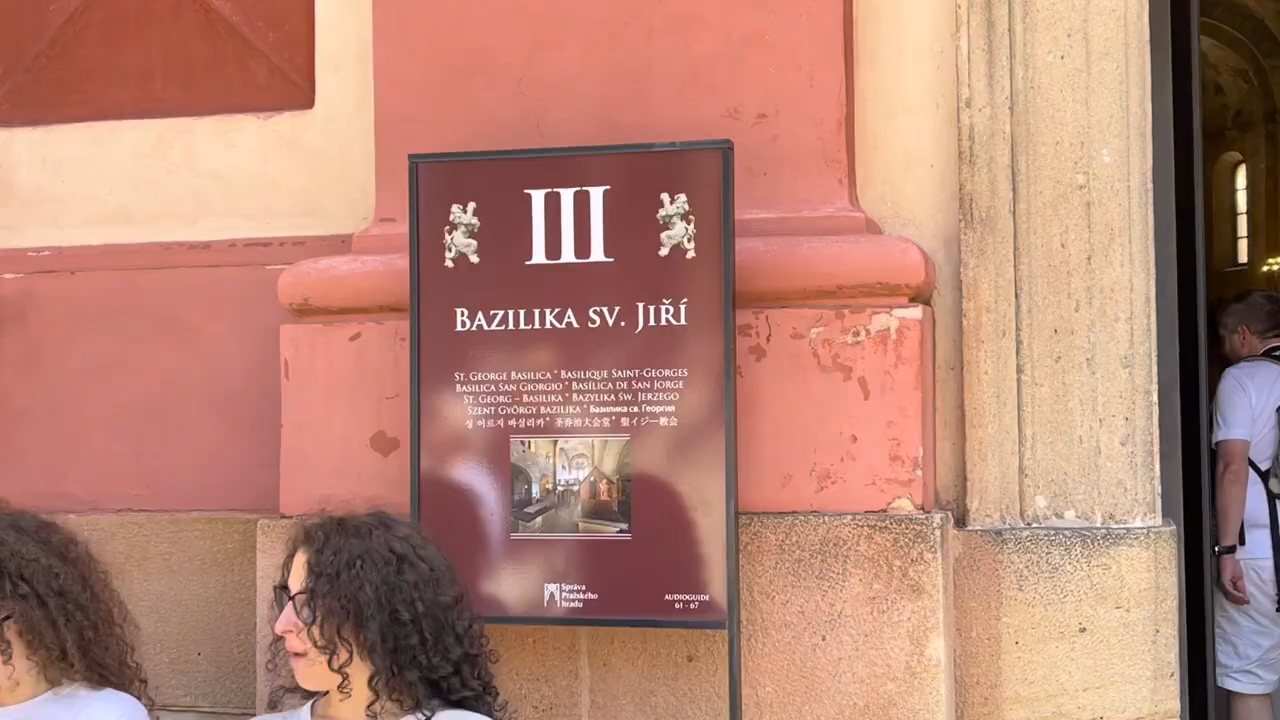 III
BAZILIKA SV. JIŘÍ
ST. GEORGE BASILICA * BASILIQUE SAINT-GEORGES
BASILICA SAN GIORGIO * BASÍLICA DE SAN JORGE
ST. GEORG – BASILIKA * BAZYLIKA ŚW. JERZEGO
SZENT GYÖRGY BAZILIKA * Базилика св. Георгия
성 어르지 바실리카 * 圣乔治大会堂 * 聖イジー教会
Správa
Pražského
hradu
AUDIOGUIDE
61 - 67